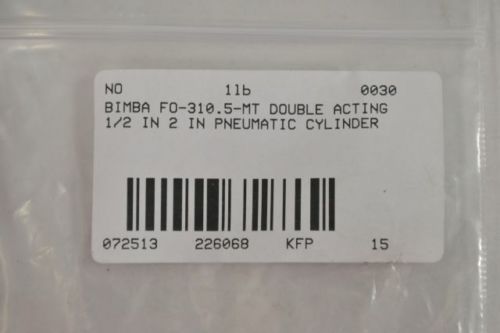 NO 1lb 0030
BIMBA FO-310.5-MT DOUBLE ACTING
1/2 IN 2 IN PNEUMATIC CYLINDER
072513 226068 KFP 15